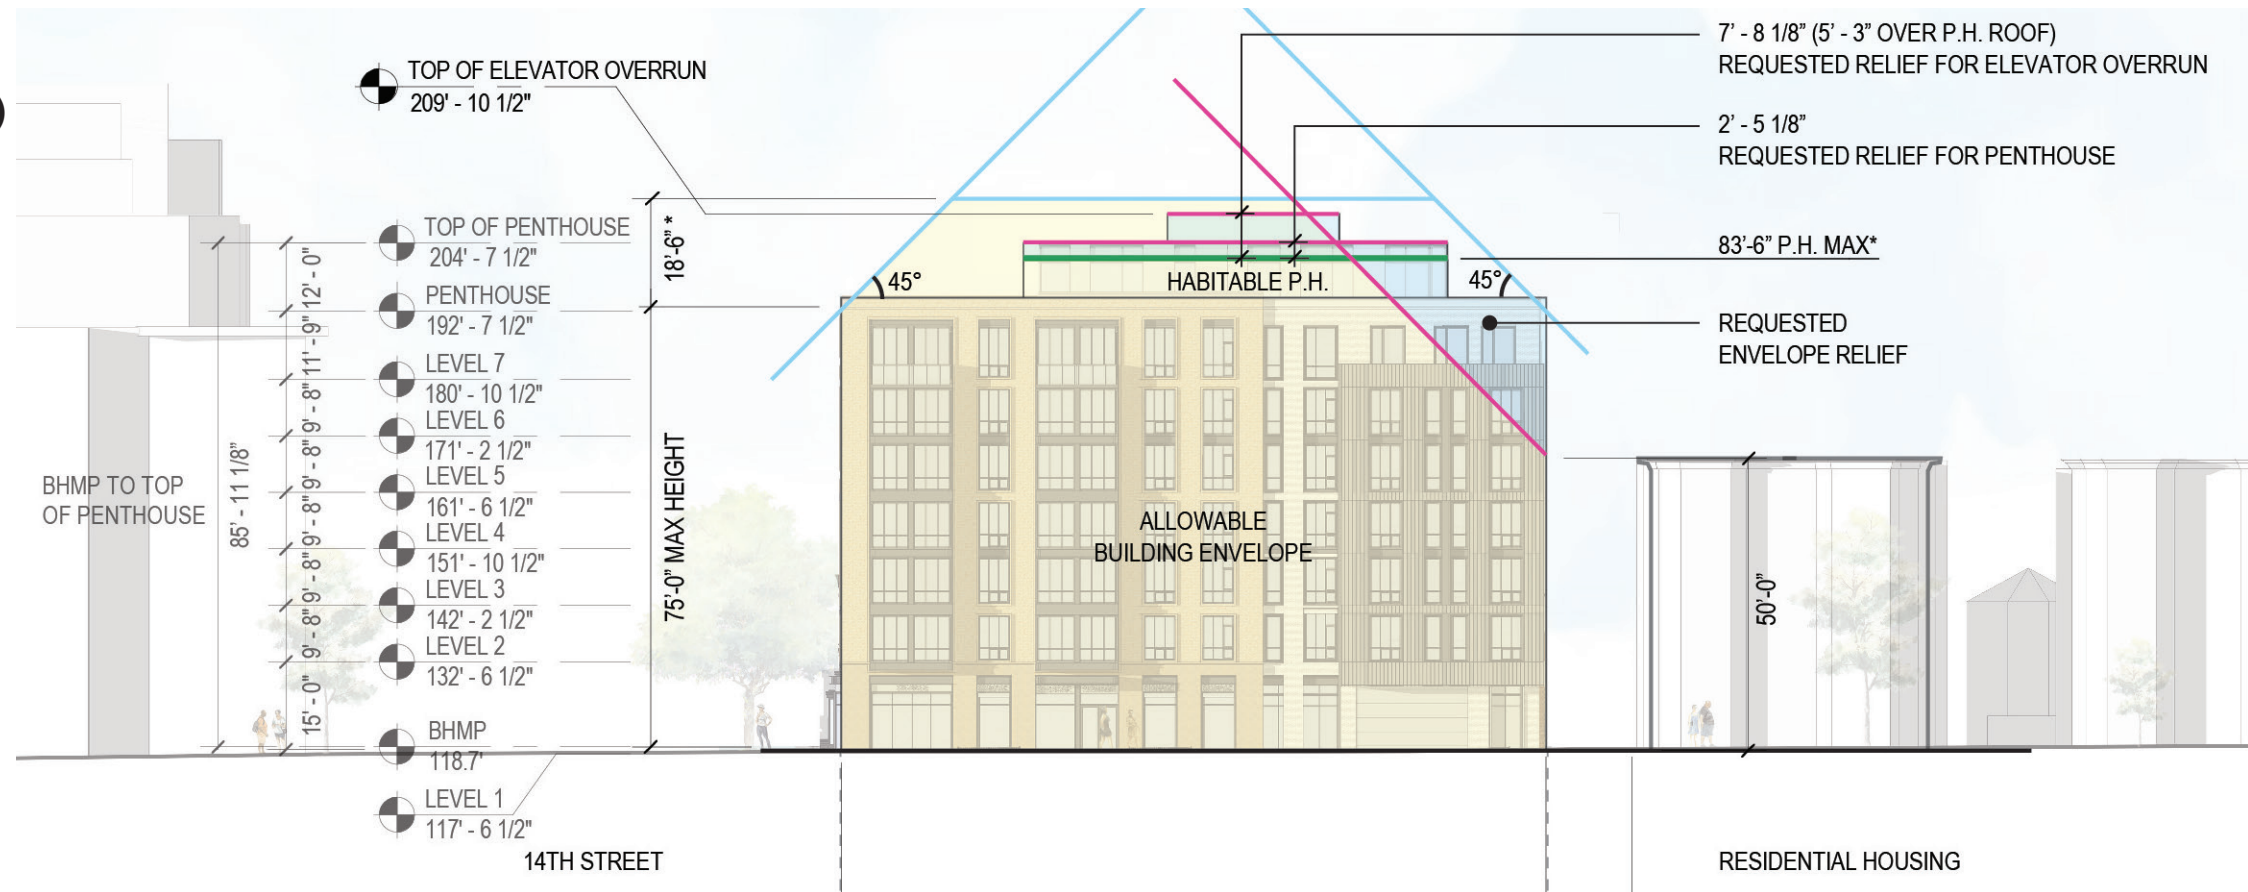 TOP OF ELEVATOR OVERRUN
209' - 10 1/2"
7’ - 8 1/8” (5’ - 3” OVER P.H. ROOF)
REQUESTED RELIEF FOR ELEVATOR OVERRUN
2’ - 5 1/8”
REQUESTED RELIEF FOR PENTHOUSE
83’-6” P.H. MAX*
REQUESTED
ENVELOPE RELIEF
TOP OF PENTHOUSE
204' - 7 1/2"
PENTHOUSE
192' - 7 1/2"
LEVEL 7
180' - 10 1/2"
LEVEL 6
171' - 2 1/2"
LEVEL 5
161' - 6 1/2"
LEVEL 4
151' - 10 1/2"
LEVEL 3
142' - 2 1/2"
LEVEL 2
132' - 6 1/2"
BHMP
118.7'
LEVEL 1
117' - 6 1/2"
12' - 0"
11' - 9"
9' - 8"
9' - 8"
9' - 8"
9' - 8"
9' - 8"
15' - 0"
85' - 11 1/8"
BHMP TO TOP
OF PENTHOUSE
18’-6” *
75’-0” MAX HEIGHT
45°
HABITABLE P.H.
45°
ALLOWABLE
BUILDING ENVELOPE
50’-0”
14TH STREET
RESIDENTIAL HOUSING